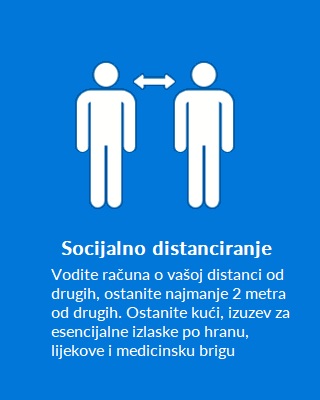 Socijalno distanciranje
Vodite računa o vašoj distanci od
drugih, ostanite najmanje 2 metra
od drugih. Ostanite kući, izuzev za
esencijalne izlaske po hranu,
lijekove i medicinsku brigu